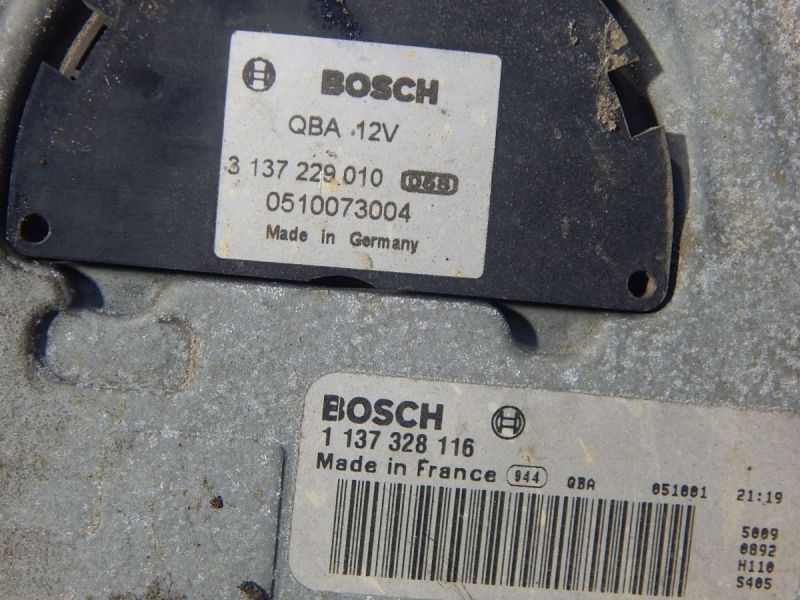 BOSCH
QBA 12V
3 137 229 010 068
0510073004
Made in Germany
BOSCH
1 137 328 116
Made in France 944 QBA 051001 21:19
5009
0892
H110
S405